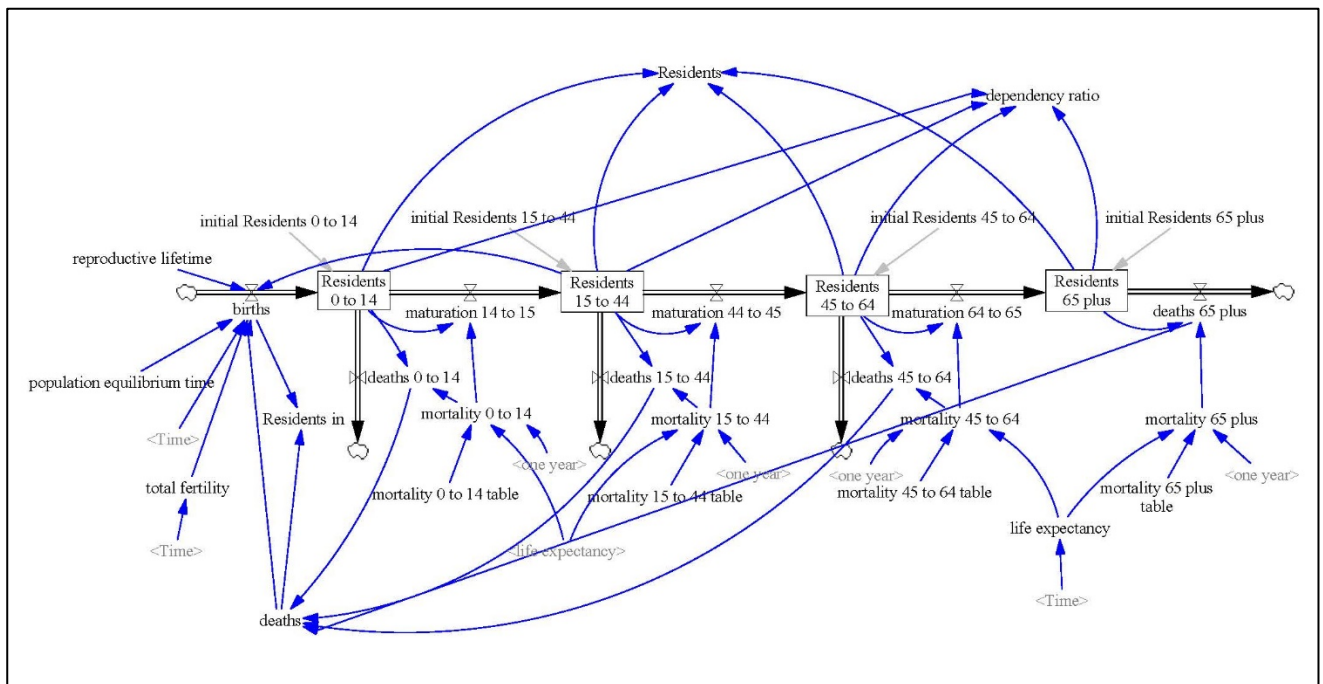 Residents
dependency ratio
initial Residents 0 to 14
initial Residents 15 to 44
initial Residents 45 to 64
initial Residents 65 plus
reproductive lifetime
Residents
0 to 14
Residents
15 to 44
Residents
45 to 64
Residents
65 plus
births
maturation 14 to 15
maturation 44 to 45
maturation 64 to 65
deaths 65 plus
population equilibrium time
deaths 0 to 14
deaths 15 to 44
deaths 45 to 64
Residents in
mortality 0 to 14
mortality 15 to 44
mortality 45 to 64
mortality 65 plus
<Time>
<one year>
<one year>
<one year>
<one year>
total fertility
mortality 0 to 14 table
mortality 15 to 44 table
mortality 45 to 64 table
mortality 65 plus
table
life expectancy
<Time>
<life expectancy>
<Time>
deaths